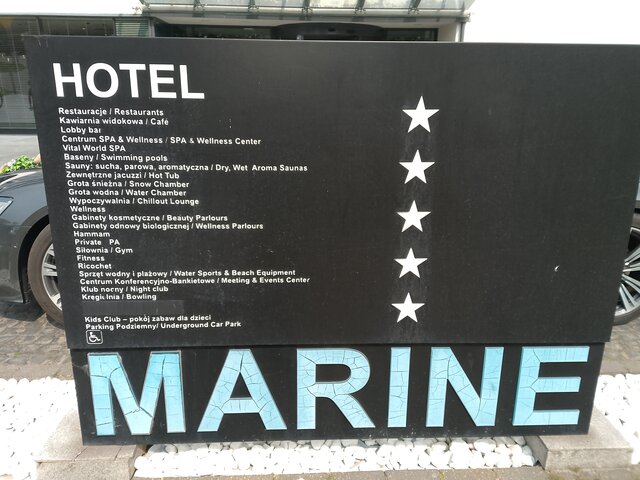 HOTEL
Restauracje / Restaurants
Kawiarnia widokowa / Café
Lobby bar
Centrum SPA & Wellness / SPA & Wellness Center
Vital World SPA
Baseny / Swimming pools
Sauny: sucha, parowa, aromatyczna / Dry, Wet Aroma Saunas
Zewnętrzne jacuzzi / Hot Tub
Grota śnieżna / Snow Chamber
Grota wodna / Water Chamber
Wypoczywalnia / Chillout Lounge
Wellness
Gabinety kosmetyczne / Beauty Parlours
Gabinety odnowy biologicznej / Wellness Parlours
Hammam
Private PA
Siłownia / Gym
Fitness
Ricochet
Sprzęt wodny i plażowy / Water Sports & Beach Equipment
Centrum Konferencyjno-Bankietowe / Meeting & Events Center
Klub nocny / Night club
Kręgielnia / Bowling
Kids Club – pokój zabaw dla dzieci
Parking Podziemny/ Underground Car Park
MARINE